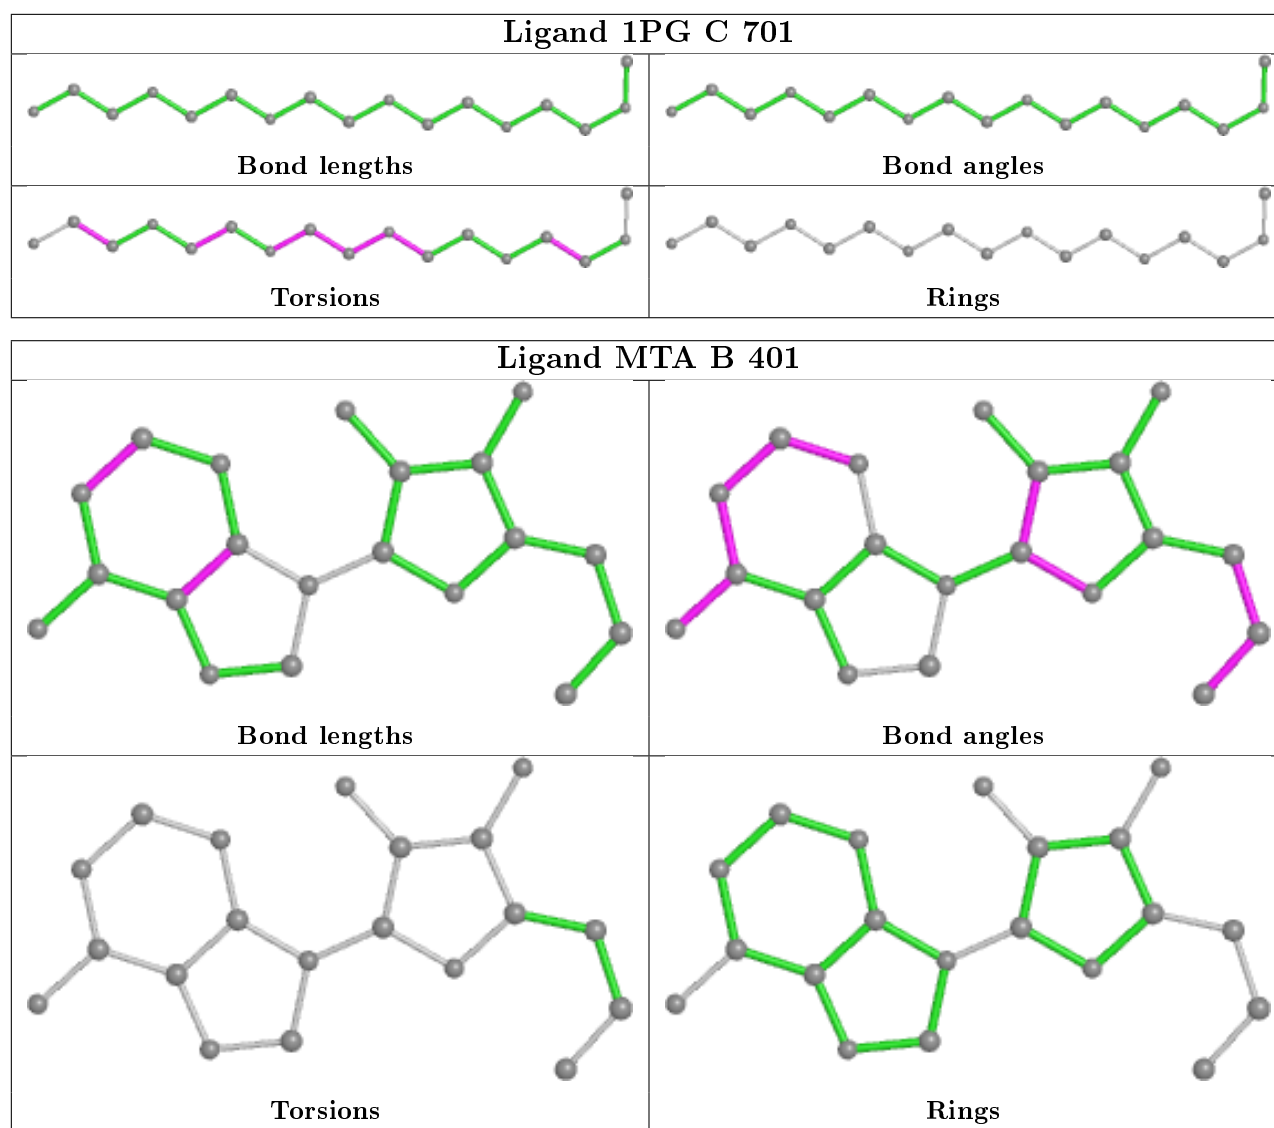 Ligand 1PG C 701
Bond lengths
Bond angles
Torsions
Rings
Ligand MTA B 401
Bond lengths
Bond angles
Torsions
Rings